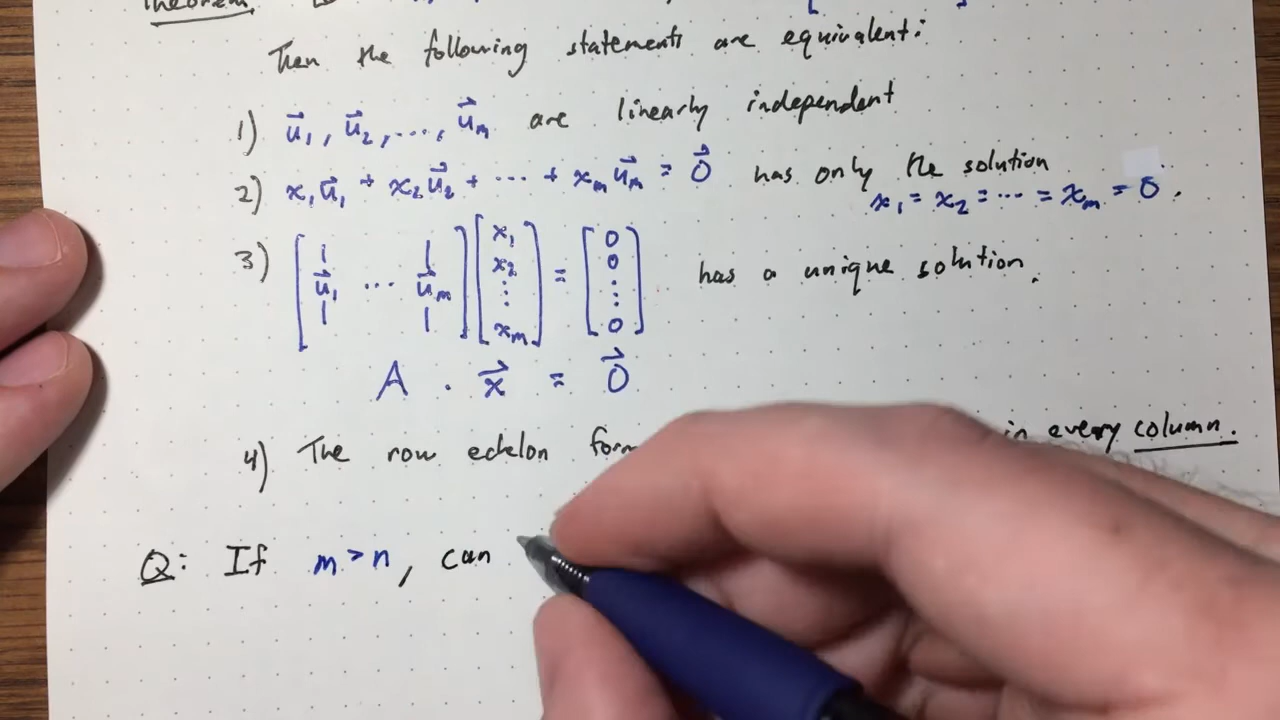 Theorem
Then the following statements are equivalent:
1) u⃗₁, u⃗₂, ..., u⃗ₘ are linearly independent
2) x₁u⃗₁ + x₂u⃗₂ + ⋯ + xₘu⃗ₘ = 0⃗ has only the solution
x₁ = x₂ = ⋯ = xₘ = 0.
3) [u⃗₁ ⋯ u⃗ₘ] [x₁ x₂ ⋮ xₘ] = [0 0 ⋮ 0] has a unique solution.
A · x⃗ = 0⃗
4) The row echelon form in every column.
Q: If m > n, can